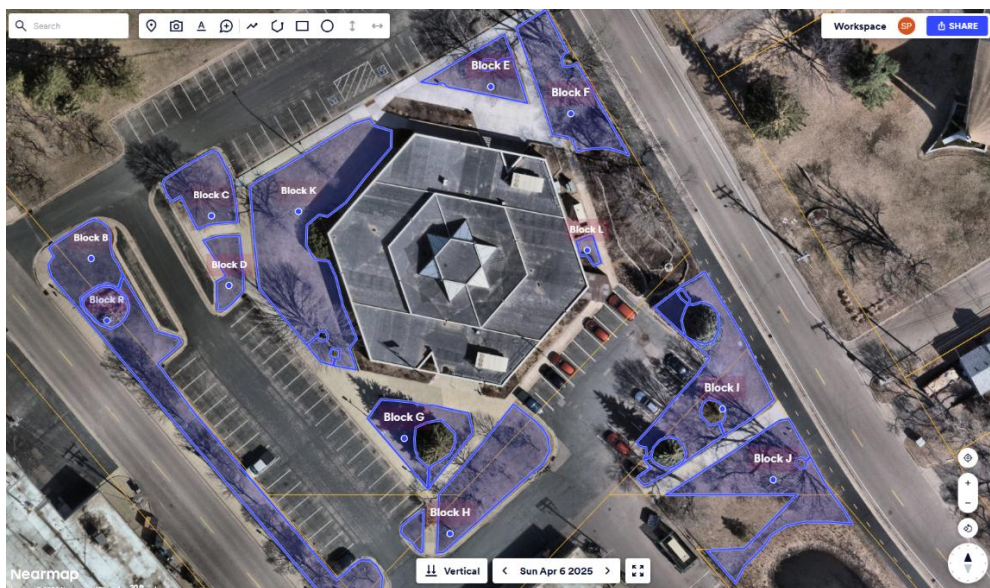 Search
A
Workspace
SP
SHARE
Block E
Block F
Block C
Block K
Block L
Block B
Block D
Block R
Block I
Block G
Block J
Block H
Nearmap
Vertical
Sun Apr 6 2025